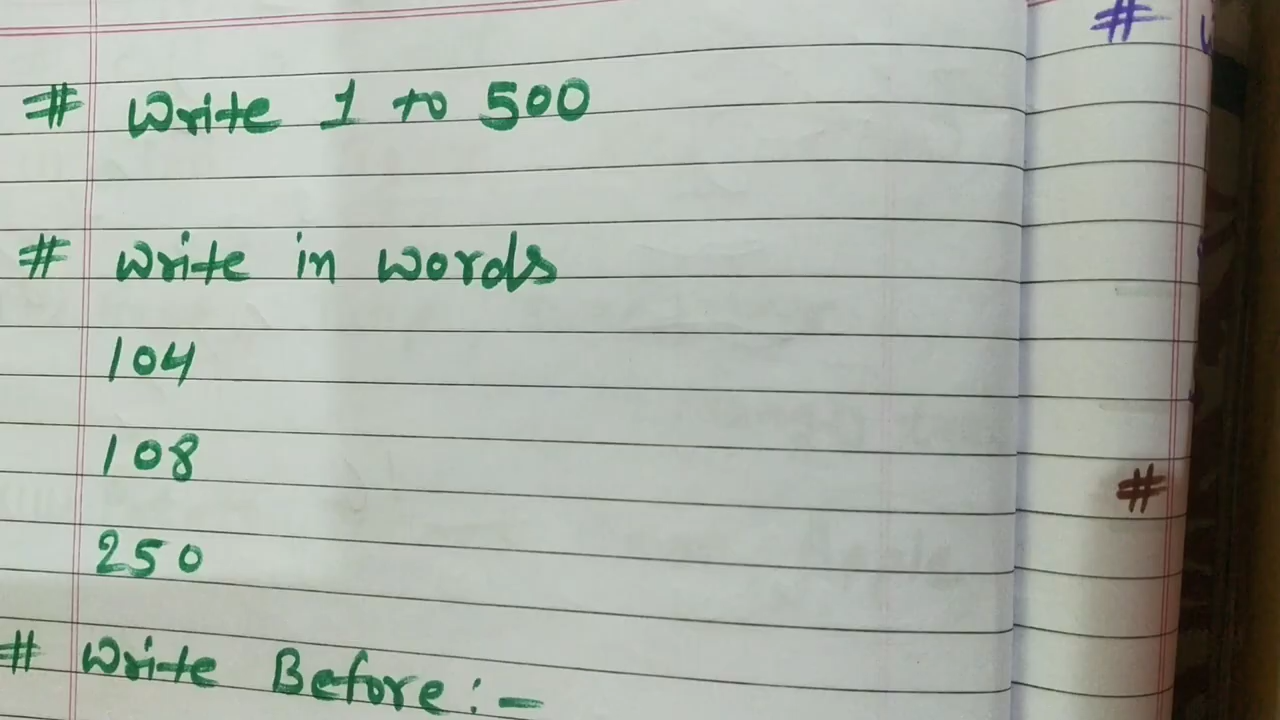 # Write 1 to 500
# Write in words
104
108
250
# Write Before :-
#
#